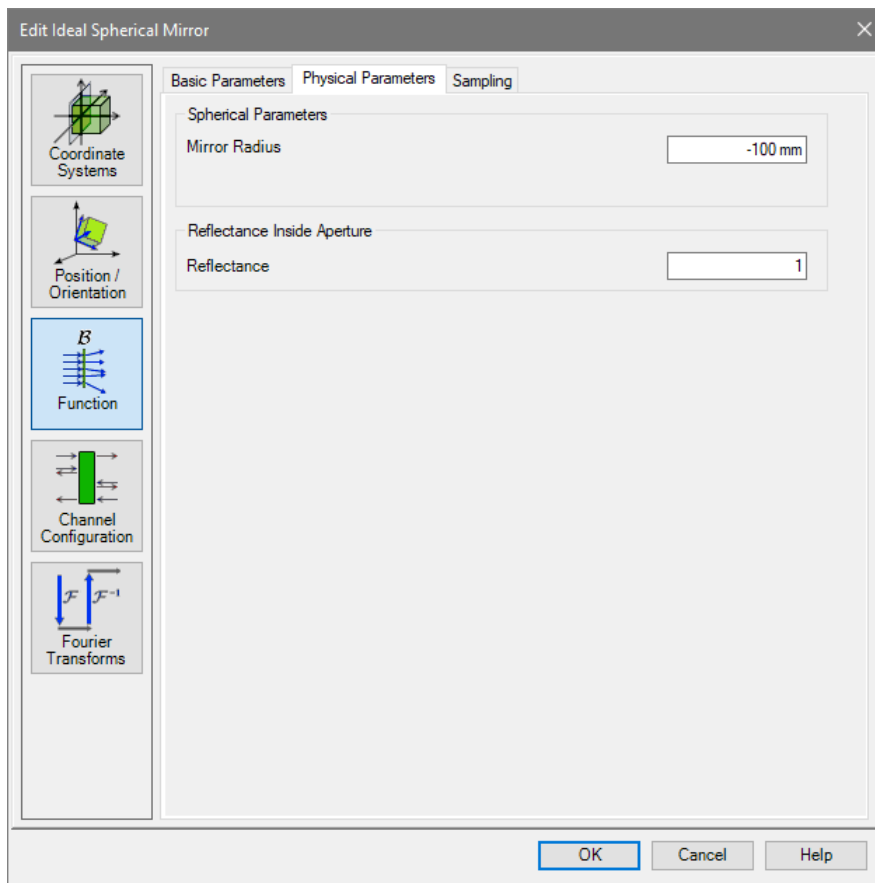 Edit Ideal Spherical Mirror
Coordinate
Systems
Position /
Orientation
B
Function
Channel
Configuration
F F⁻¹
Fourier
Transforms
Basic Parameters Physical Parameters Sampling
Spherical Parameters
Mirror Radius -100 mm
Reflectance Inside Aperture
Reflectance 1
OK Cancel Help